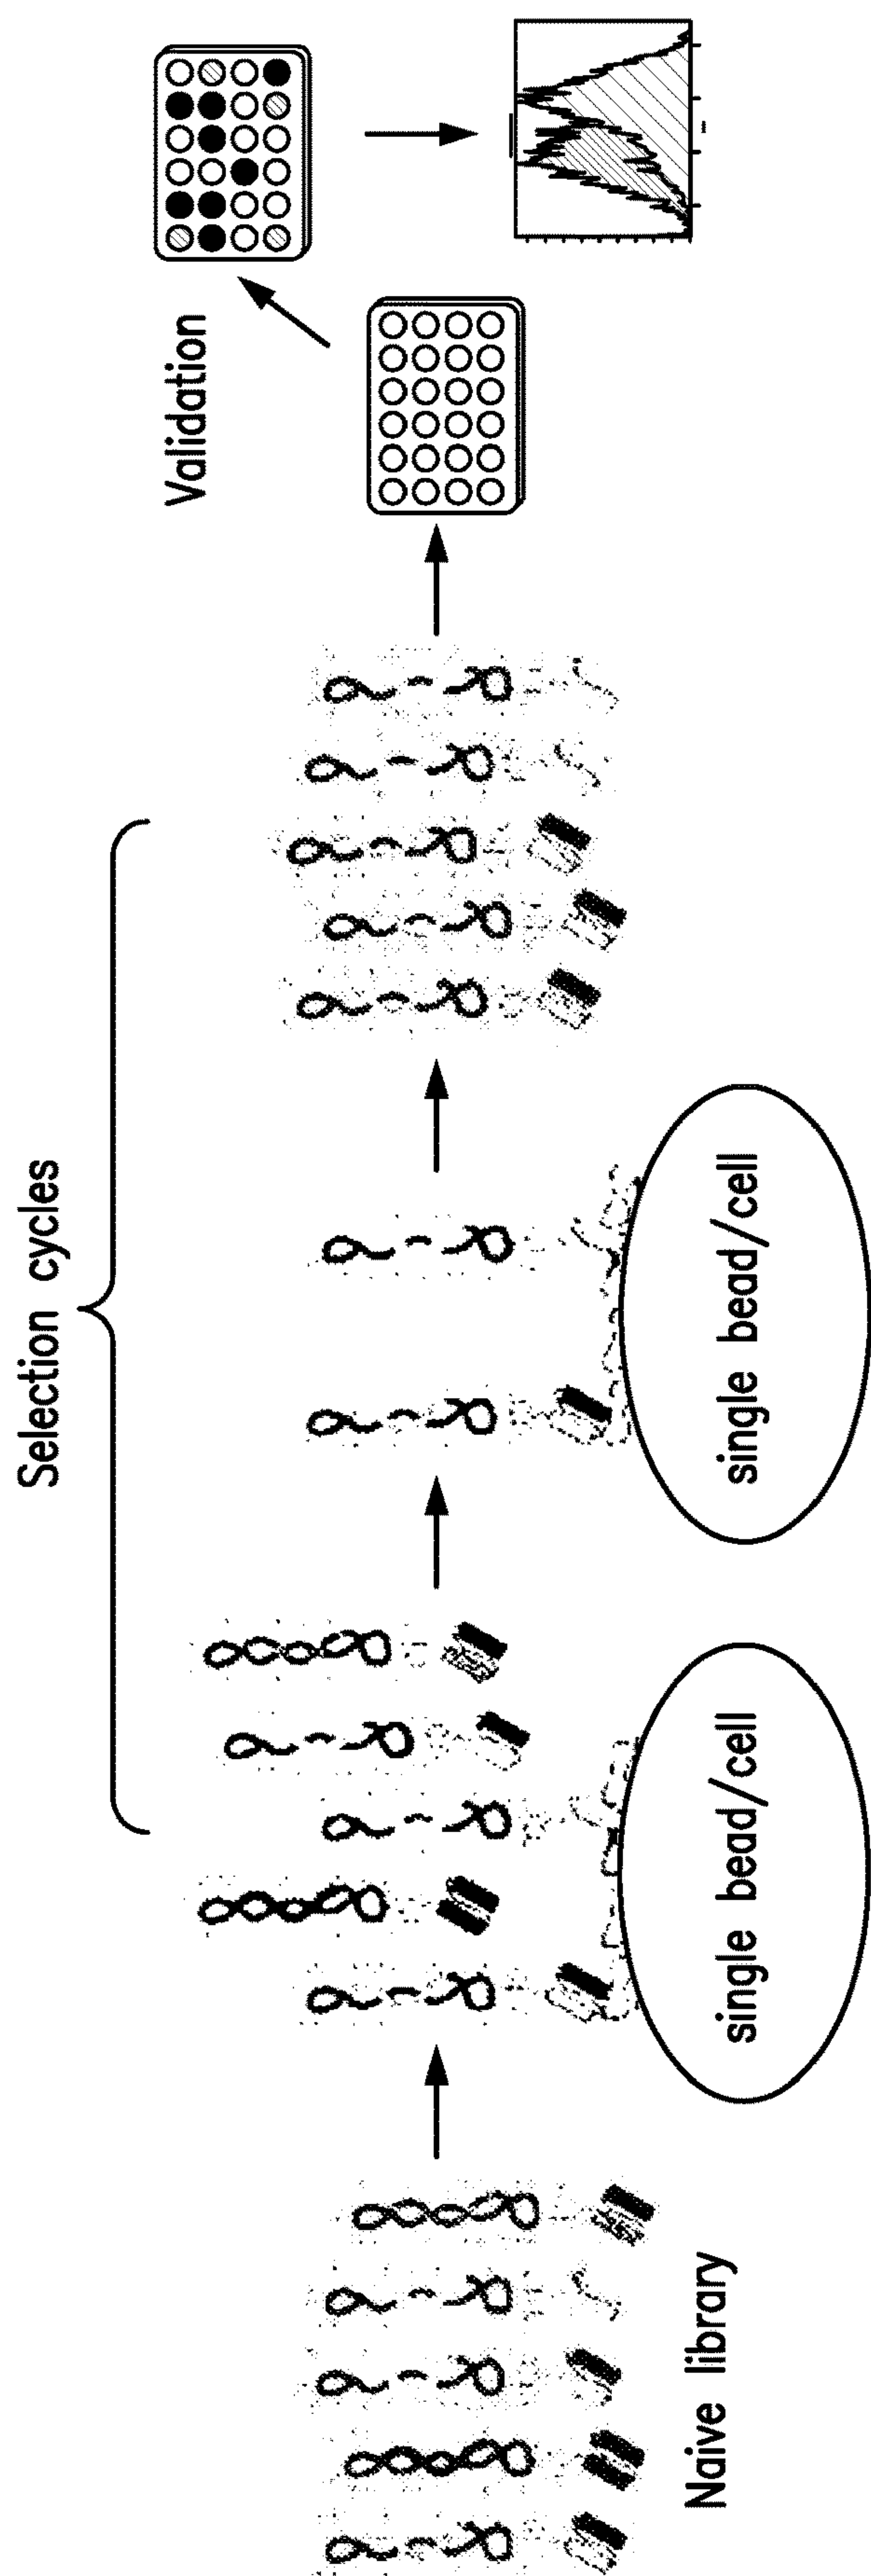 Selection cycles
Naive library
single bead/cell
single bead/cell
Validation